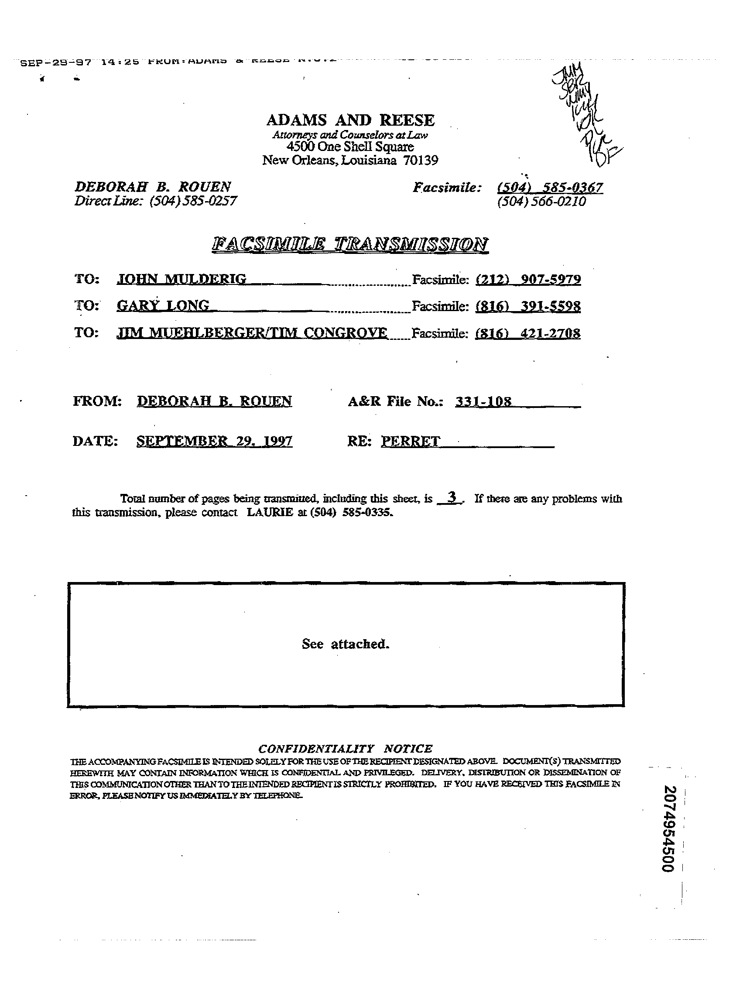 SEP-29-97 14:25 FROM:ADAMS & REESE
ADAMS AND REESE
Attorneys and Counselors at Law
4500 One Shell Square
New Orleans, Louisiana 70139
DEBORAH B. ROUEN Facsimile: (504) 585-0367
Direct Line: (504) 585-0257 (504) 566-0210
FACSIMILE TRANSMISSION
TO: JOHN MULDERIG Facsimile: (212) 907-5979
TO: GARY LONG Facsimile: (816) 391-5598
TO: JIM MUEHLBERGER/TIM CONGROVE Facsimile: (816) 421-2708
FROM: DEBORAH B. ROUEN A&R File No.: 331-108
DATE: SEPTEMBER 29, 1997 RE: PERRET
Total number of pages being transmitted, including this sheet, is 3. If there are any problems with
this transmission, please contact LAURIE at (504) 585-0335.
See attached.
CONFIDENTIALITY NOTICE
THE ACCOMPANYING FACSIMILE IS INTENDED SOLELY FOR THE USE OF THE RECIPIENT DESIGNATED ABOVE. DOCUMENT(S) TRANSMITTED
HEREWITH MAY CONTAIN INFORMATION WHICH IS CONFIDENTIAL AND PRIVILEGED. DELIVERY, DISTRIBUTION OR DISSEMINATION OF
THIS COMMUNICATION OTHER THAN TO THE INTENDED RECIPIENT IS STRICTLY PROHIBITED. IF YOU HAVE RECEIVED THIS FACSIMILE IN
ERROR, PLEASE NOTIFY US IMMEDIATELY BY TELEPHONE.
2074954500